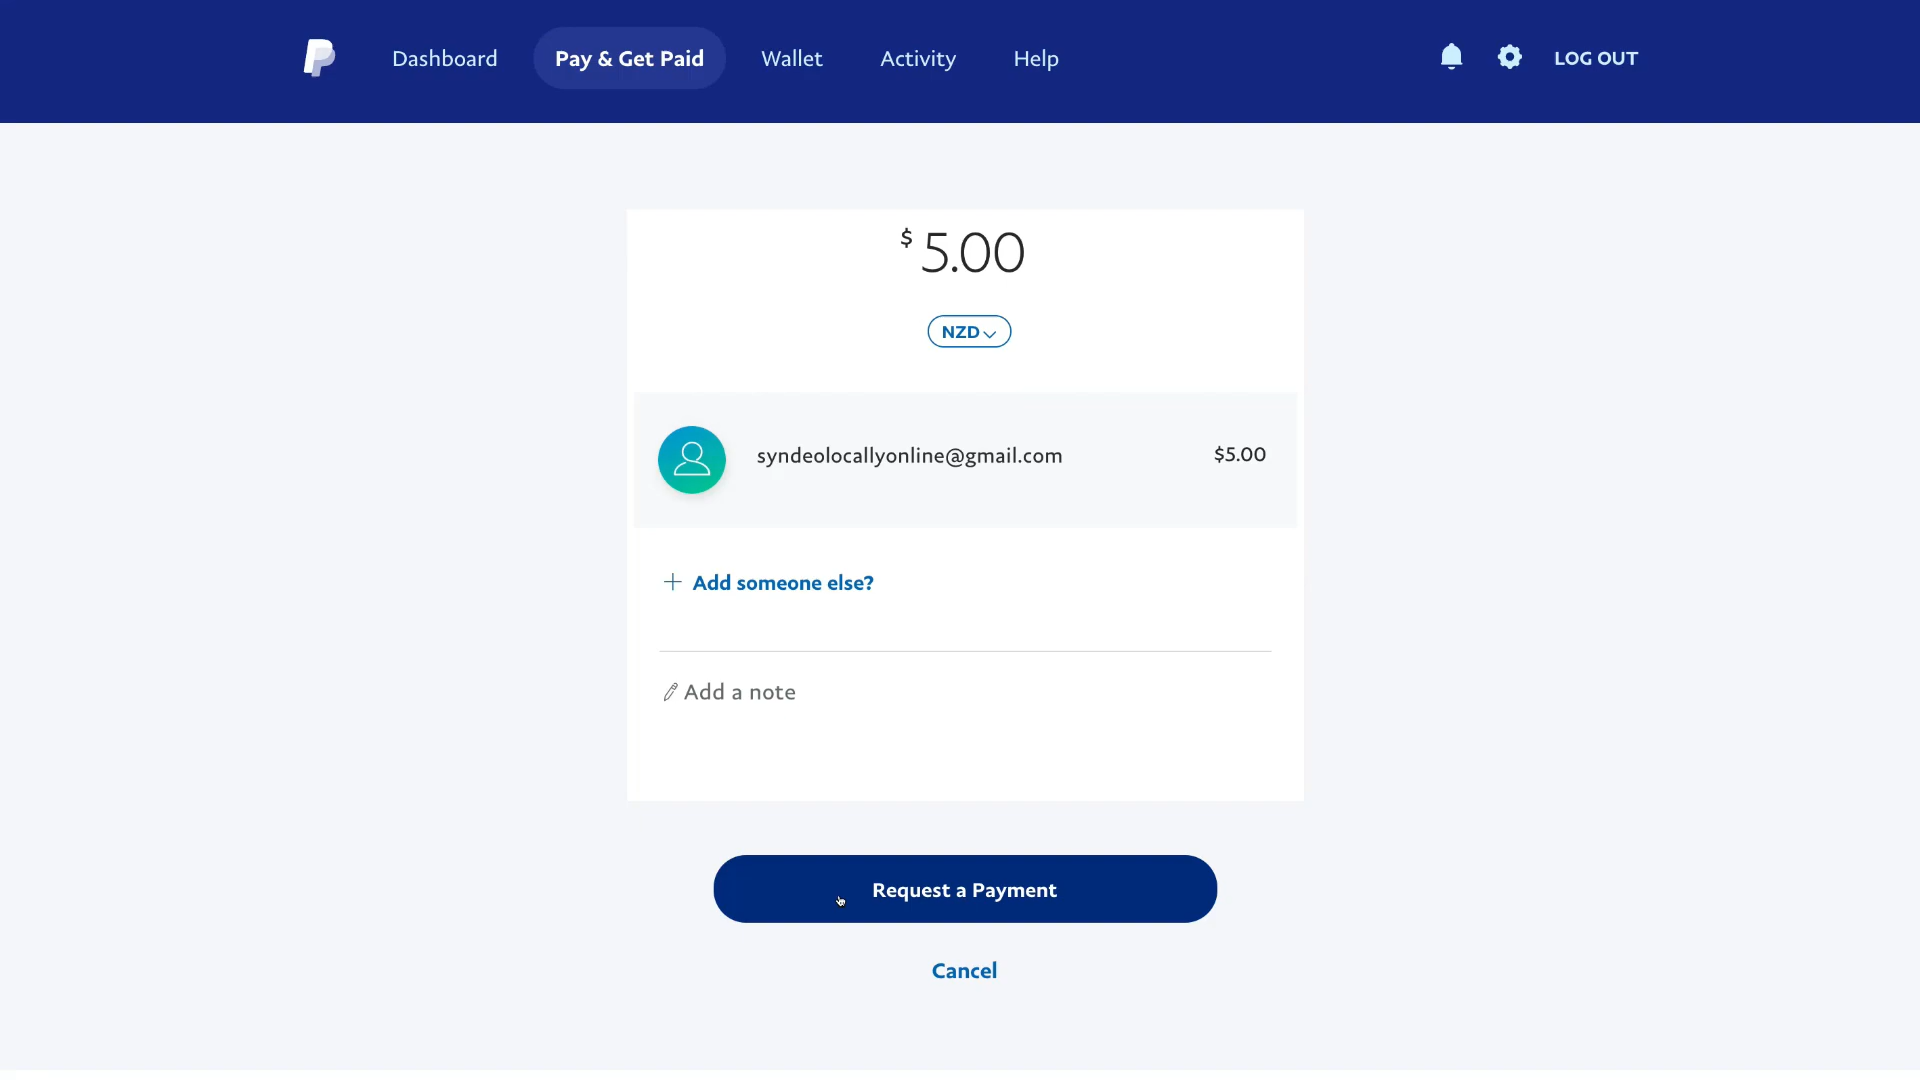 Dashboard
Pay & Get Paid
Wallet
Activity
Help
LOG OUT
$ 5.00
NZD
syndeolocallyonline@gmail.com
$5.00
+ Add someone else?
Add a note
Request a Payment
Cancel